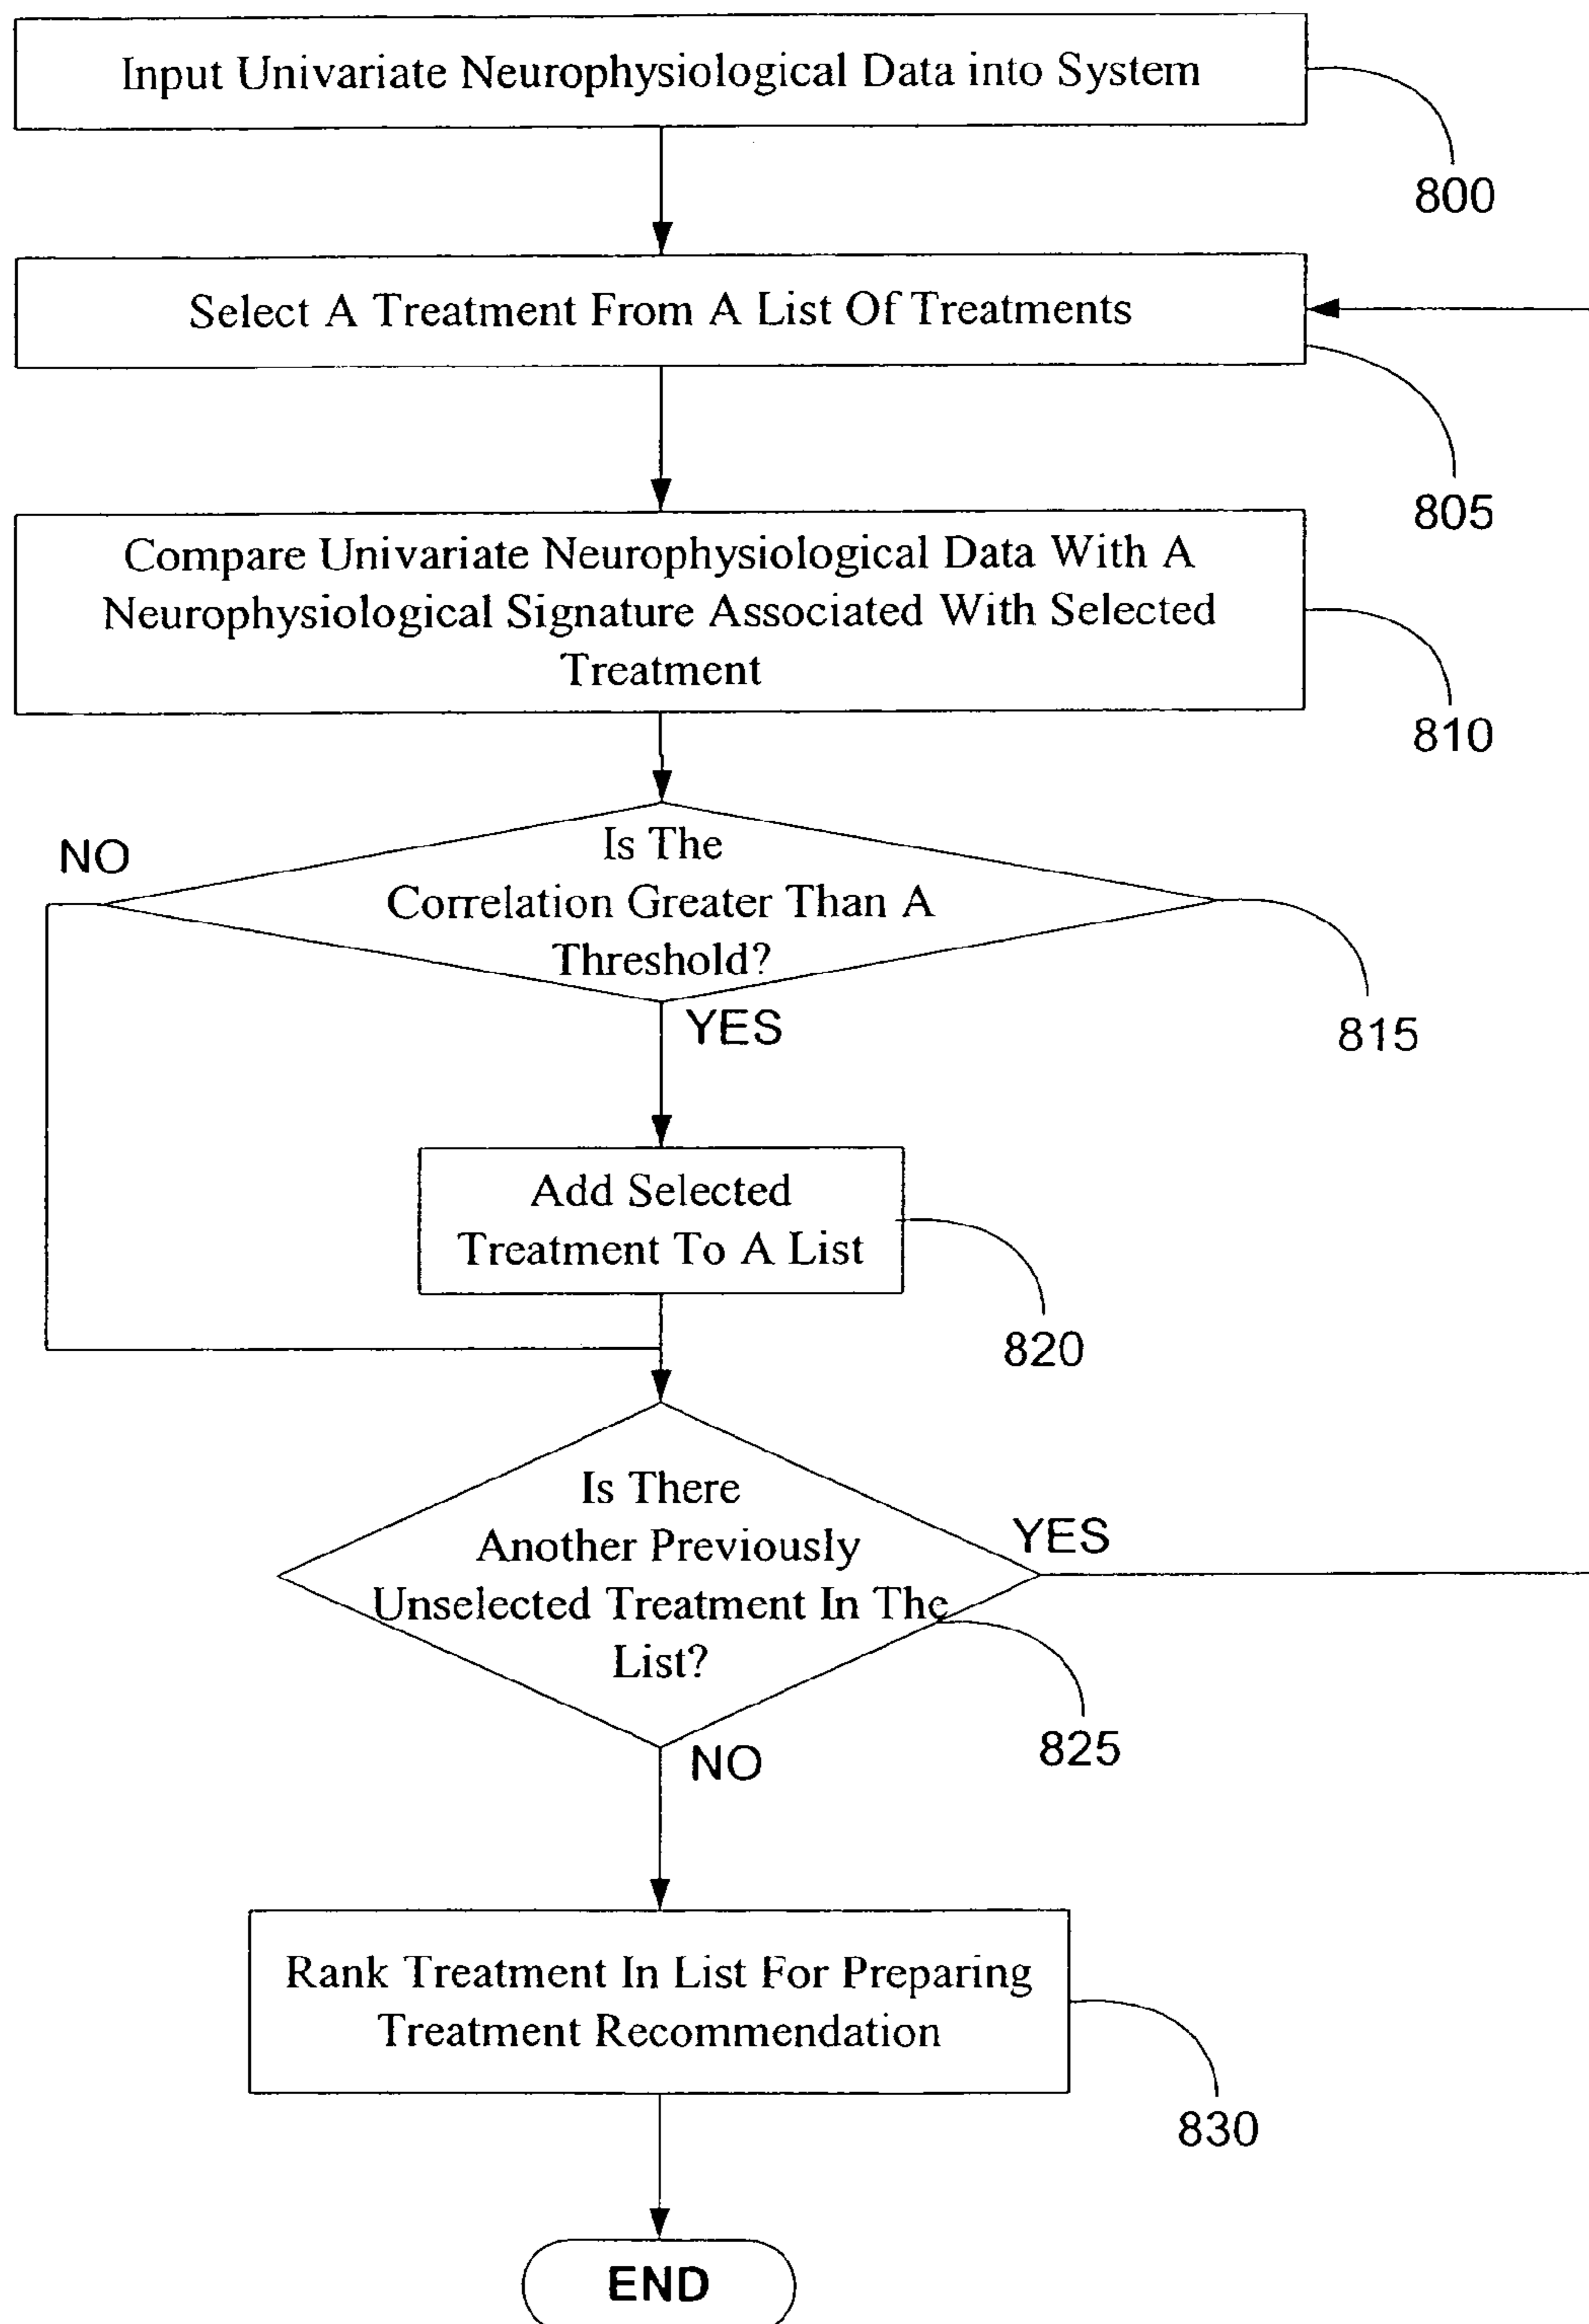 Input Univariate Neurophysiological Data into System
800
Select A Treatment From A List Of Treatments
805
Compare Univariate Neurophysiological Data With A
Neurophysiological Signature Associated With Selected
Treatment
810
NO
Is The
Correlation Greater Than A
Threshold?
YES
815
Add Selected
Treatment To A List
820
Is There
Another Previously
Unselected Treatment In The
List?
YES
825
NO
Rank Treatment In List For Preparing
Treatment Recommendation
830
END